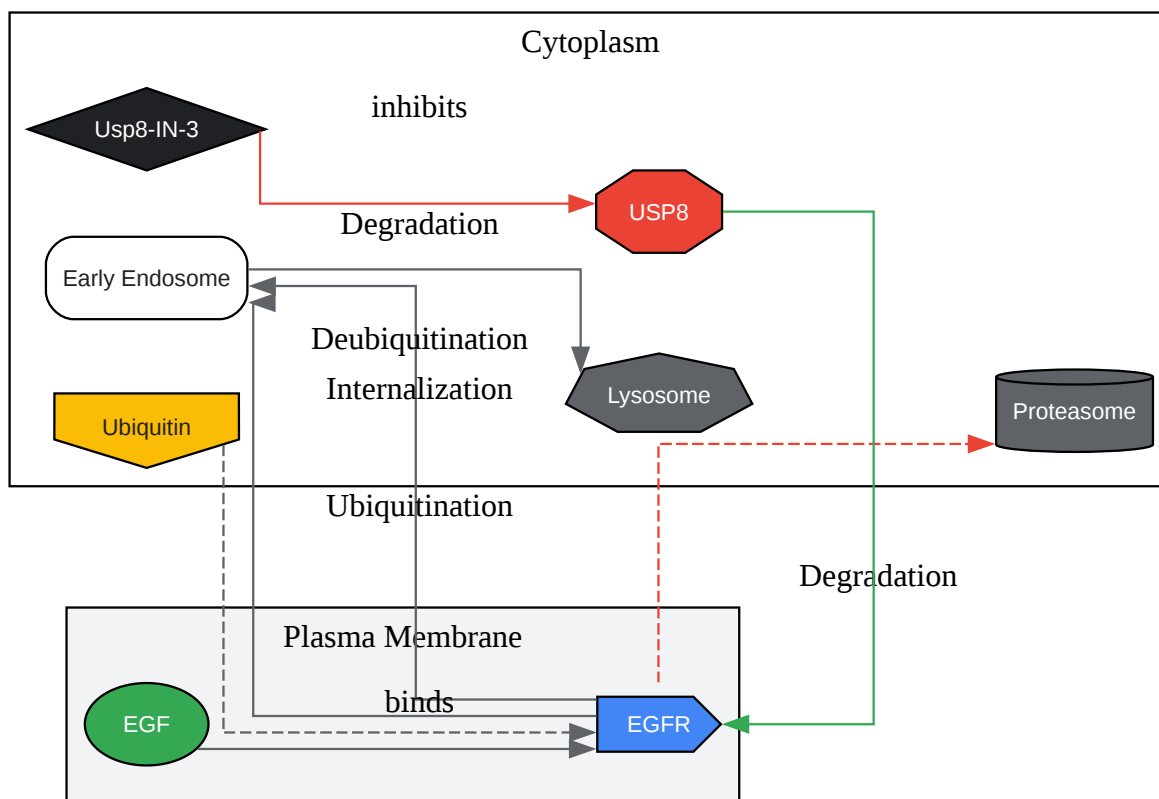 Cytoplasm
inhibits
Usp8-IN-3
USP8
Degradation
Early Endosome
Deubiquitination
Internalization
Lysosome
Proteasome
Ubiquitin
Ubiquitination
Degradation
Plasma Membrane
binds
EGF
EGFR